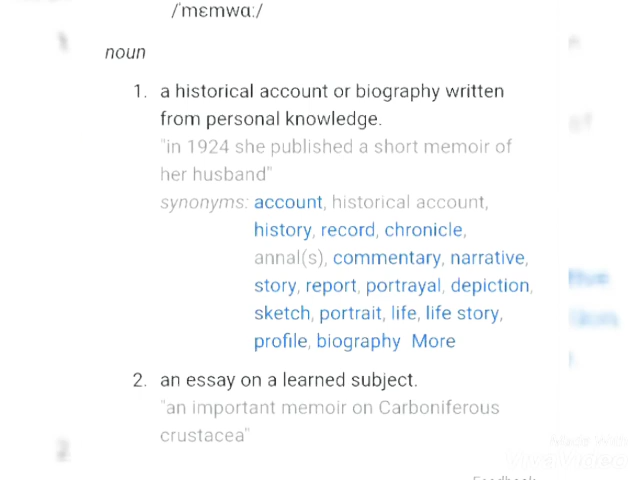 /ˈmɛmwɑː/
noun
1. a historical account or biography written
from personal knowledge.
"in 1924 she published a short memoir of
her husband"
synonyms: account, historical account,
history, record, chronicle,
annal(s), commentary, narrative,
story, report, portrayal, depiction,
sketch, portrait, life, life story,
profile, biography More
2. an essay on a learned subject.
"an important memoir on Carboniferous
crustacea"
Made With